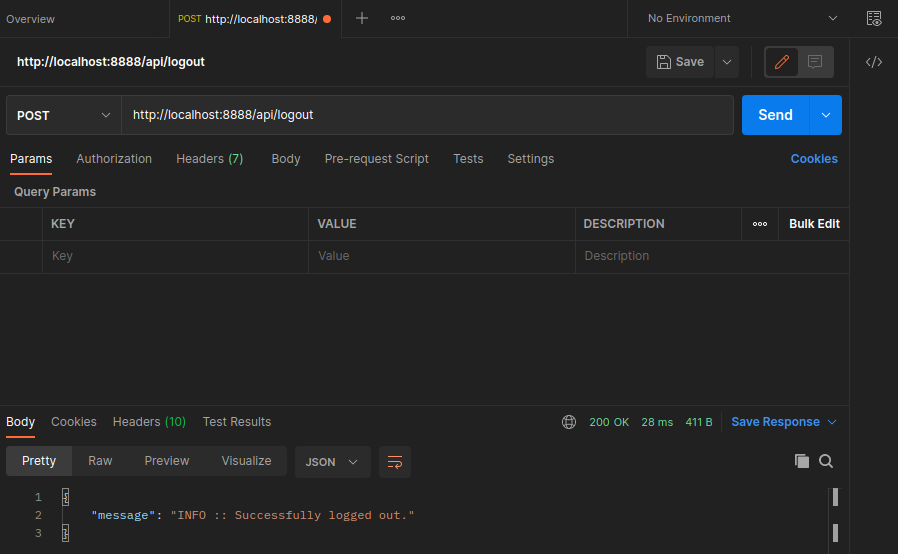 Overview
POST http://localhost:8888/
No Environment
http://localhost:8888/api/logout
Save
POST http://localhost:8888/api/logout Send
Params Authorization Headers (7) Body Pre-request Script Tests Settings Cookies
Query Params
KEY VALUE DESCRIPTION Bulk Edit
Key Value Description
Body Cookies Headers (10) Test Results 200 OK 28 ms 411 B Save Response
Pretty Raw Preview Visualize JSON
1 {
2 "message": "INFO :: Successfully logged out."
3 }